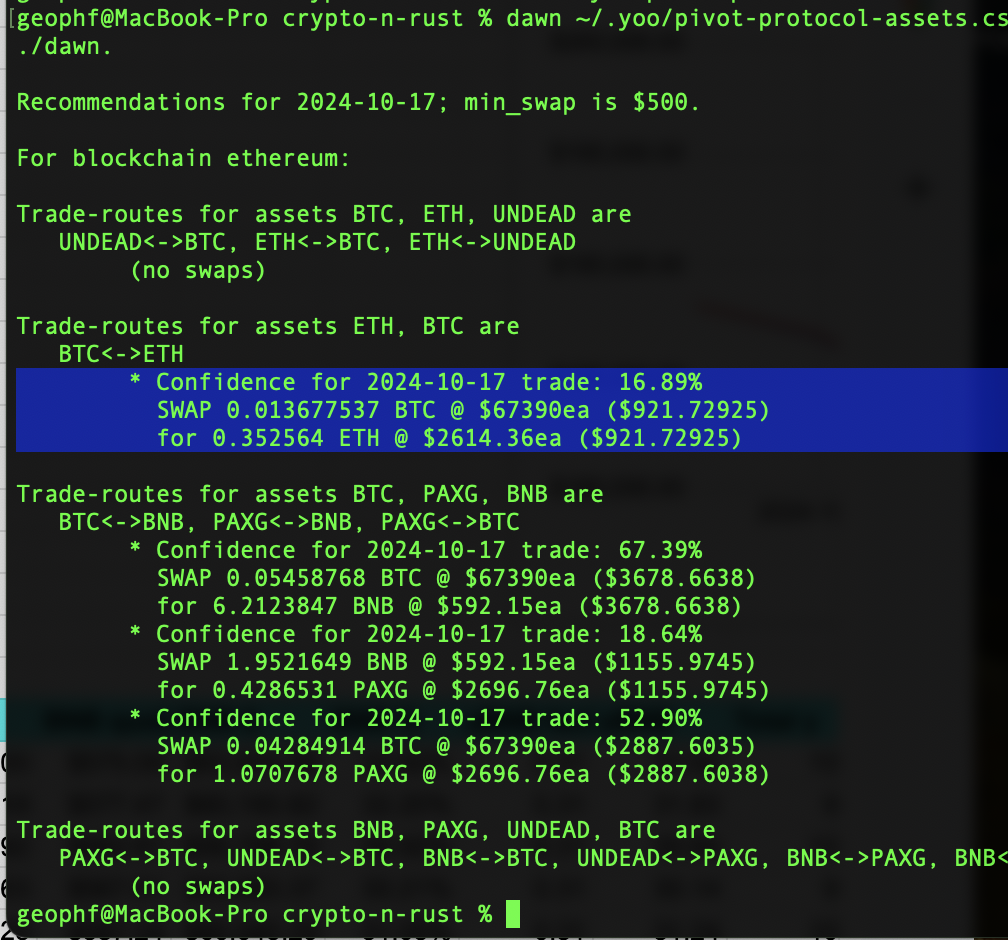 [geophf@MacBook-Pro crypto-n-rust % dawn ~/.yoo/pivot-protocol-assets.cs
./dawn.
Recommendations for 2024-10-17; min_swap is $500.
For blockchain ethereum:
Trade-routes for assets BTC, ETH, UNDEAD are
UNDEAD<->BTC, ETH<->BTC, ETH<->UNDEAD
(no swaps)
Trade-routes for assets ETH, BTC are
BTC<->ETH
* Confidence for 2024-10-17 trade: 16.89%
SWAP 0.013677537 BTC @ $67390ea ($921.72925)
for 0.352564 ETH @ $2614.36ea ($921.72925)
Trade-routes for assets BTC, PAXG, BNB are
BTC<->BNB, PAXG<->BNB, PAXG<->BTC
* Confidence for 2024-10-17 trade: 67.39%
SWAP 0.05458768 BTC @ $67390ea ($3678.6638)
for 6.2123847 BNB @ $592.15ea ($3678.6638)
* Confidence for 2024-10-17 trade: 18.64%
SWAP 1.9521649 BNB @ $592.15ea ($1155.9745)
for 0.4286531 PAXG @ $2696.76ea ($1155.9745)
* Confidence for 2024-10-17 trade: 52.90%
SWAP 0.04284914 BTC @ $67390ea ($2887.6035)
for 1.0707678 PAXG @ $2696.76ea ($2887.6038)
Trade-routes for assets BNB, PAXG, UNDEAD, BTC are
PAXG<->BTC, UNDEAD<->BTC, BNB<->BTC, UNDEAD<->PAXG, BNB<->PAXG, BNB<
(no swaps)
geophf@MacBook-Pro crypto-n-rust %